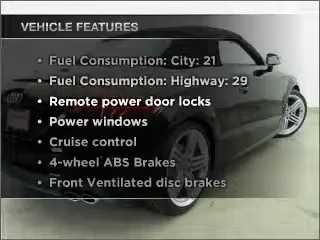 VEHICLE FEATURES
• Fuel Consumption: City: 21
• Fuel Consumption: Highway: 29
• Remote power door locks
• Power windows
• Cruise control
• 4-wheel ABS Brakes
• Front Ventilated disc brakes